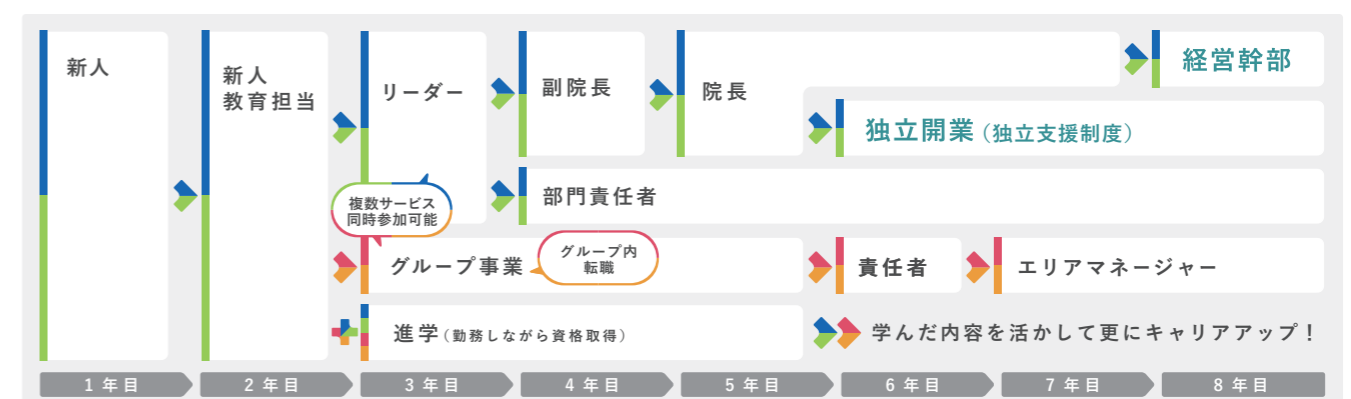 新人
新人
教育担当
リーダー
副院長
院長
経営幹部
独立開業(独立支援制度)
部門責任者
複数サービス
同時参加可能
グループ事業
グループ内
転職
責任者
エリアマネージャー
進学(勤務しながら資格取得)
学んだ内容を活かして更にキャリアアップ!
1年目
2年目
3年目
4年目
5年目
6年目
7年目
8年目